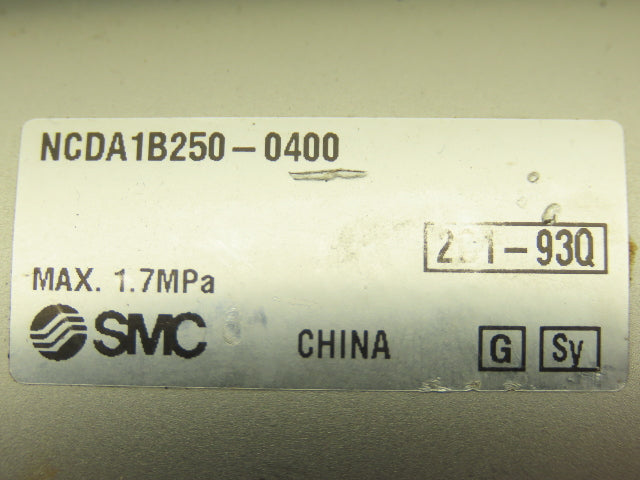 NCDA1B250-0400
MAX. 1.7MPa
SMC
CHINA
G
Sy